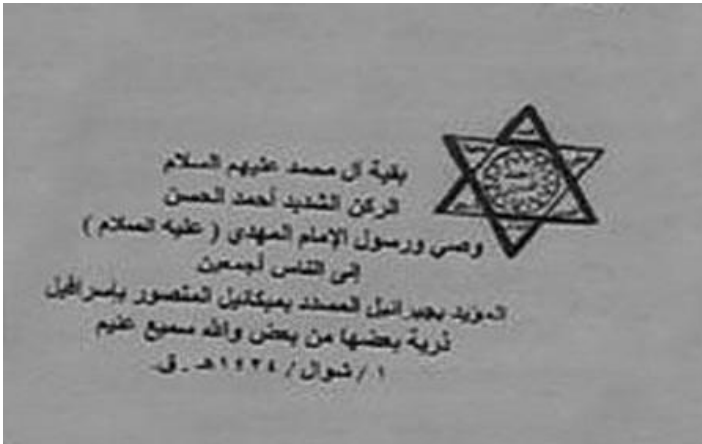 بقية آل محمد عليهم السلام
الركن الشديد أحمد الحسن
وصي ورسول الإمام المهدي ( عليه السلام )
إلى الناس أجمعين
المؤيد بجبرائيل المسدد بميكائيل المنصور بإسرافيل
ذرية بعضها من بعض والله سميع عليم
١ / شوال / ١٤٢٤ هـ . ق